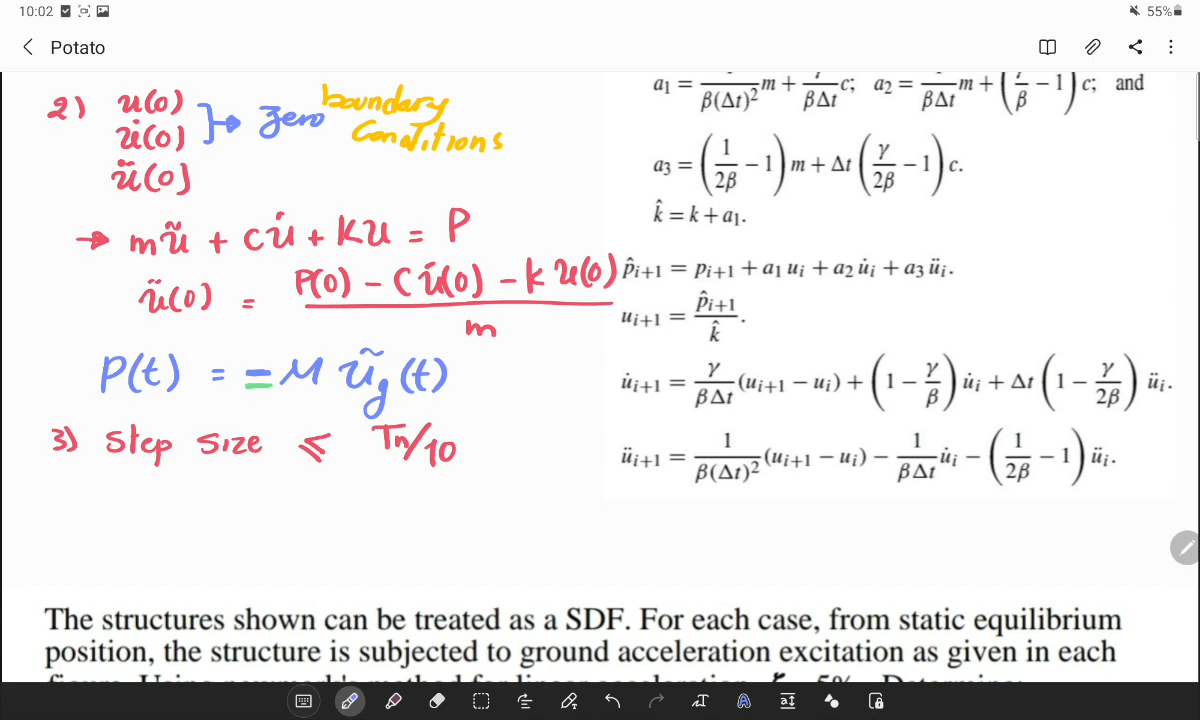 10:02 55%
Potato
2) u(0)
u̇(0) → zero boundary conditions
ü(0)
→ mü + cu̇ + Ku = P
ü(0) = P(0) - C u̇(0) - k u(0) / m
P(t) = = M ü_g (t)
3) step size ≤ Tn/10
a₁ = 1/β(Δt)² m + γ/βΔt c; a₂ = 1/βΔt m + (γ/β − 1) c; and
a₃ = (1/2β − 1) m + Δt (γ/2β − 1) c.
k̂ = k + a₁.
p̂ᵢ₊₁ = pᵢ₊₁ + a₁ uᵢ + a₂ u̇ᵢ + a₃ üᵢ.
uᵢ₊₁ = p̂ᵢ₊₁/k̂.
u̇ᵢ₊₁ = γ/βΔt (uᵢ₊₁ − uᵢ) + (1 − γ/β) u̇ᵢ + Δt (1 − γ/2β) üᵢ.
üᵢ₊₁ = 1/β(Δt)² (uᵢ₊₁ − uᵢ) − 1/βΔt u̇ᵢ − (1/2β − 1) üᵢ.
The structures shown can be treated as a SDF. For each case, from static equilibrium
position, the structure is subjected to ground acceleration excitation as given in each